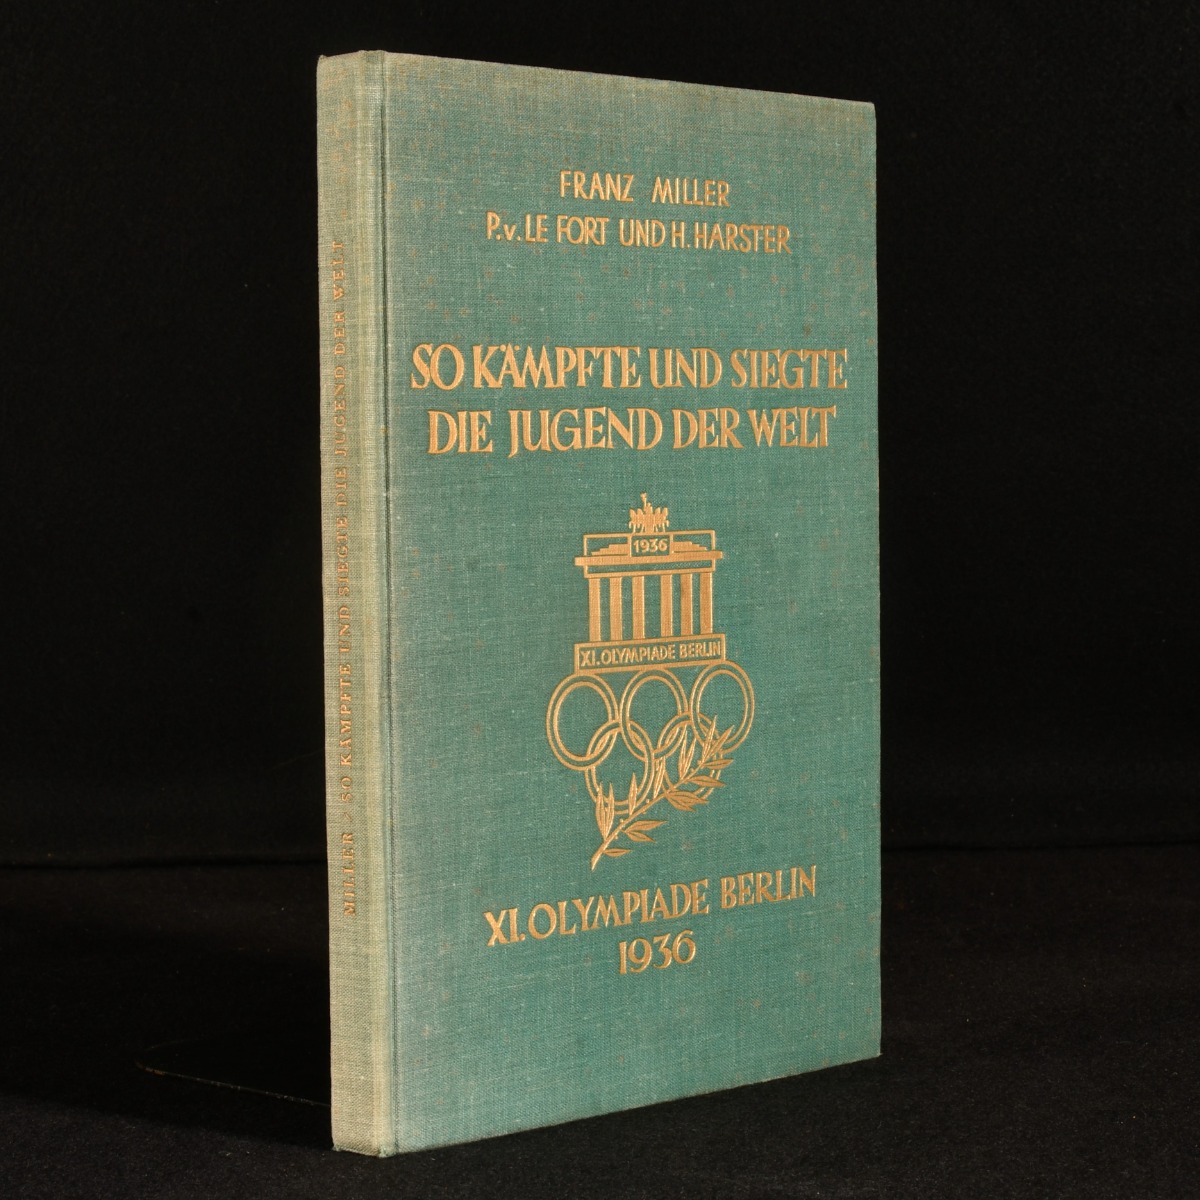 FRANZ MILLER
P.v. LE FORT UND H. HARSTER
SO KÄMPFTE UND SIEGTE
DIE JUGEND DER WELT
1936
XI. OLYMPIADE BERLIN
XI. OLYMPIADE BERLIN
1936
MILLER > SO KÄMPFTE UND SIEGTE DIE JUGEND DER WELT